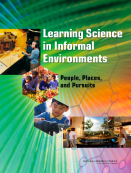 Learning Science
in Informal
Environments
People, Places,
and Pursuits